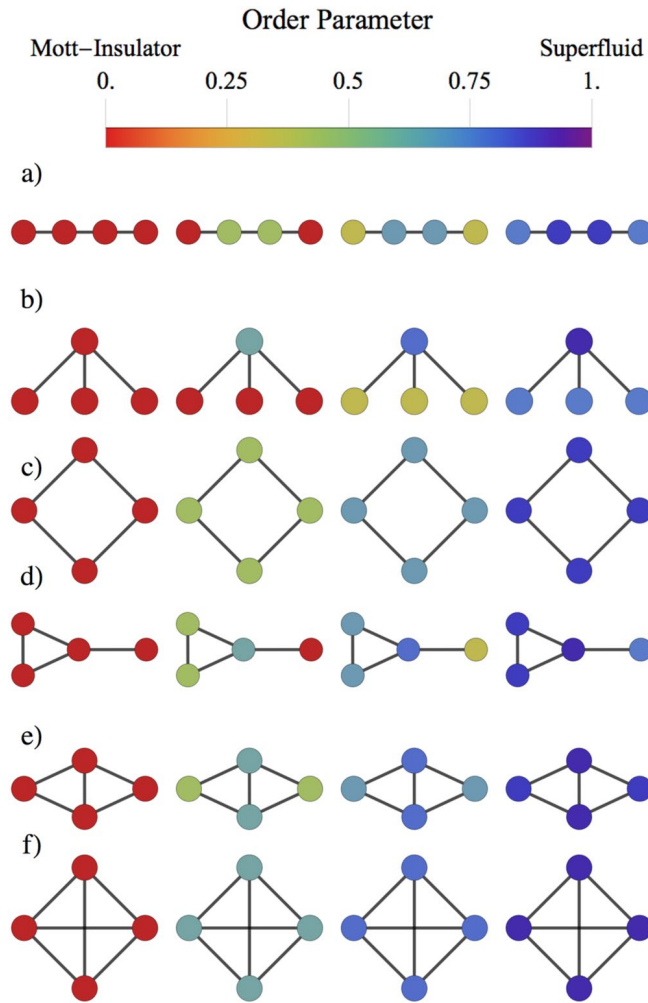 Order Parameter
Mott−Insulator Superfluid
0. 0.25 0.5 0.75 1.
a)
b)
c)
d)
e)
f)